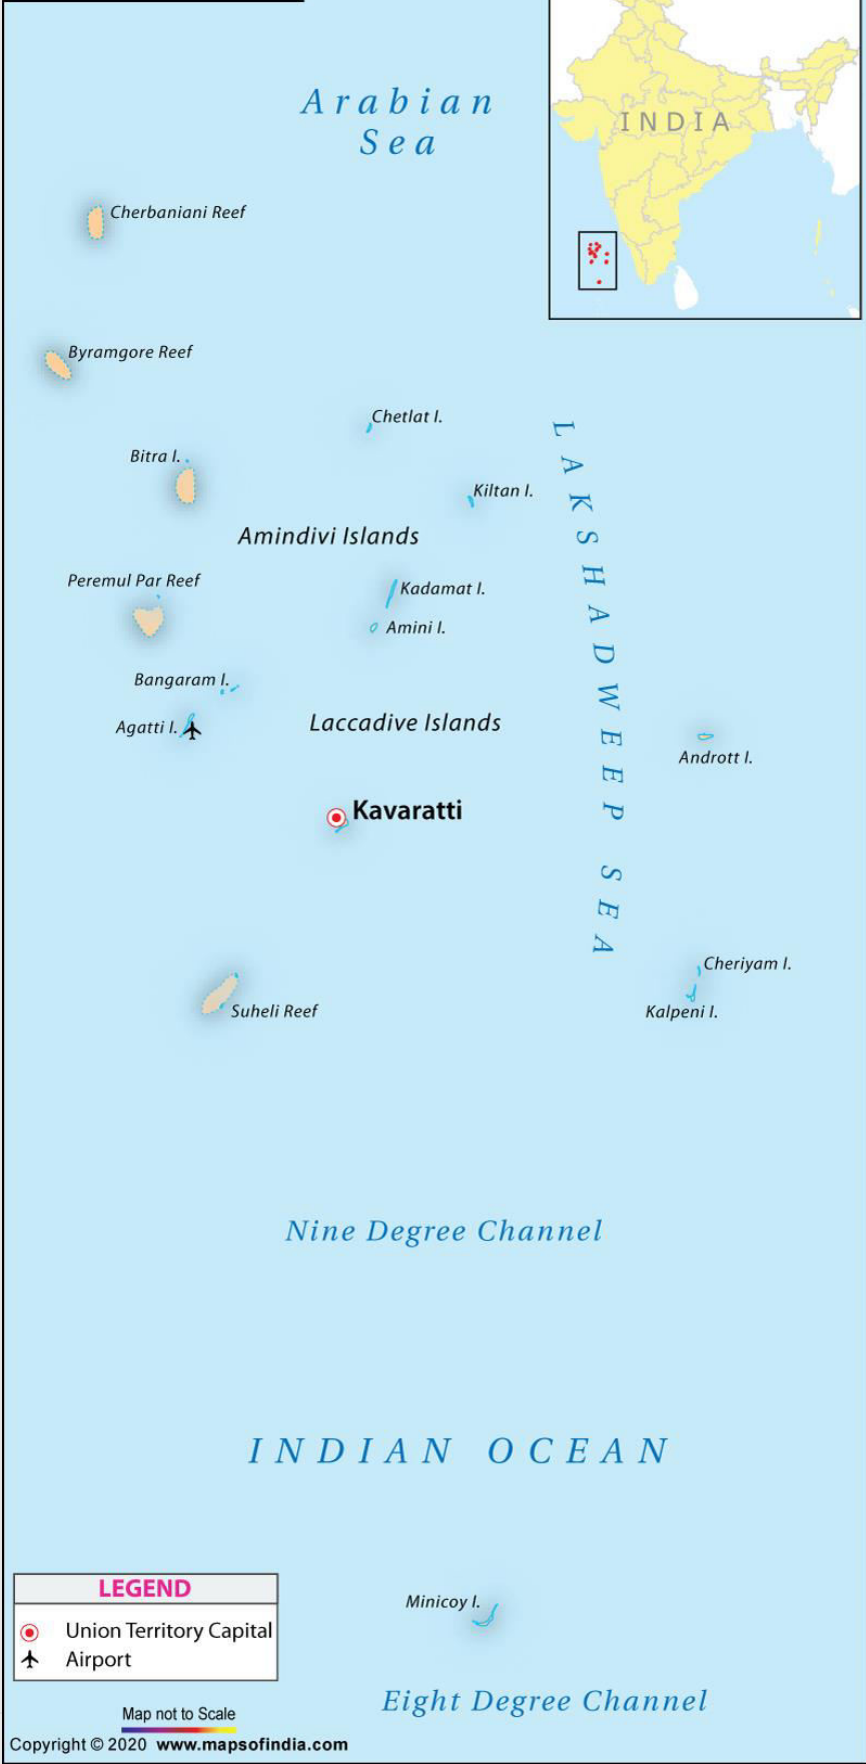 Arabian
Sea
INDIA
Cherbaniani Reef
Byramgore Reef
Chetlat I.
Bitra I.
Kiltan I.
Amindivi Islands
Peremul Par Reef
Kadamat I.
Amini I.
Bangaram I.
Agatti I.
Laccadive Islands
LAKSHADWEEP SEA
Andrott I.
Kavaratti
Cheriyam I.
Suheli Reef
Kalpeni I.
Nine Degree Channel
INDIAN OCEAN
Minicoy I.
Eight Degree Channel
LEGEND
Union Territory Capital
Airport
Map not to Scale
Copyright © 2020 www.mapsofindia.com